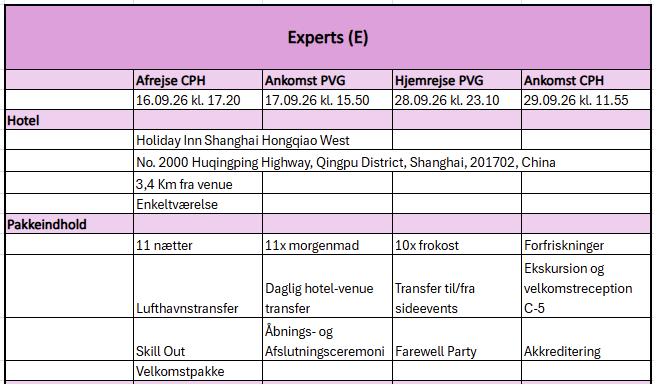 Experts (E)
Afrejse CPH Ankomst PVG Hjemrejse PVG Ankomst CPH
16.09.26 kl. 17.20 17.09.26 kl. 15.50 28.09.26 kl. 23.10 29.09.26 kl. 11.55
Hotel
Holiday Inn Shanghai Hongqiao West
No. 2000 Huqingping Highway, Qingpu District, Shanghai, 201702, China
3,4 Km fra venue
Enkeltværelse
Pakkeindhold
11 nætter 11x morgenmad 10x frokost Forfriskninger
Lufthavnstransfer
Daglig hotel-venue
transfer
Transfer til/fra
sideevents
Ekskursion og
velkomstreception
C-5
Skill Out
Åbnings- og
Afslutningsceremoni
Farewell Party
Akkreditering
Velkomstpakke